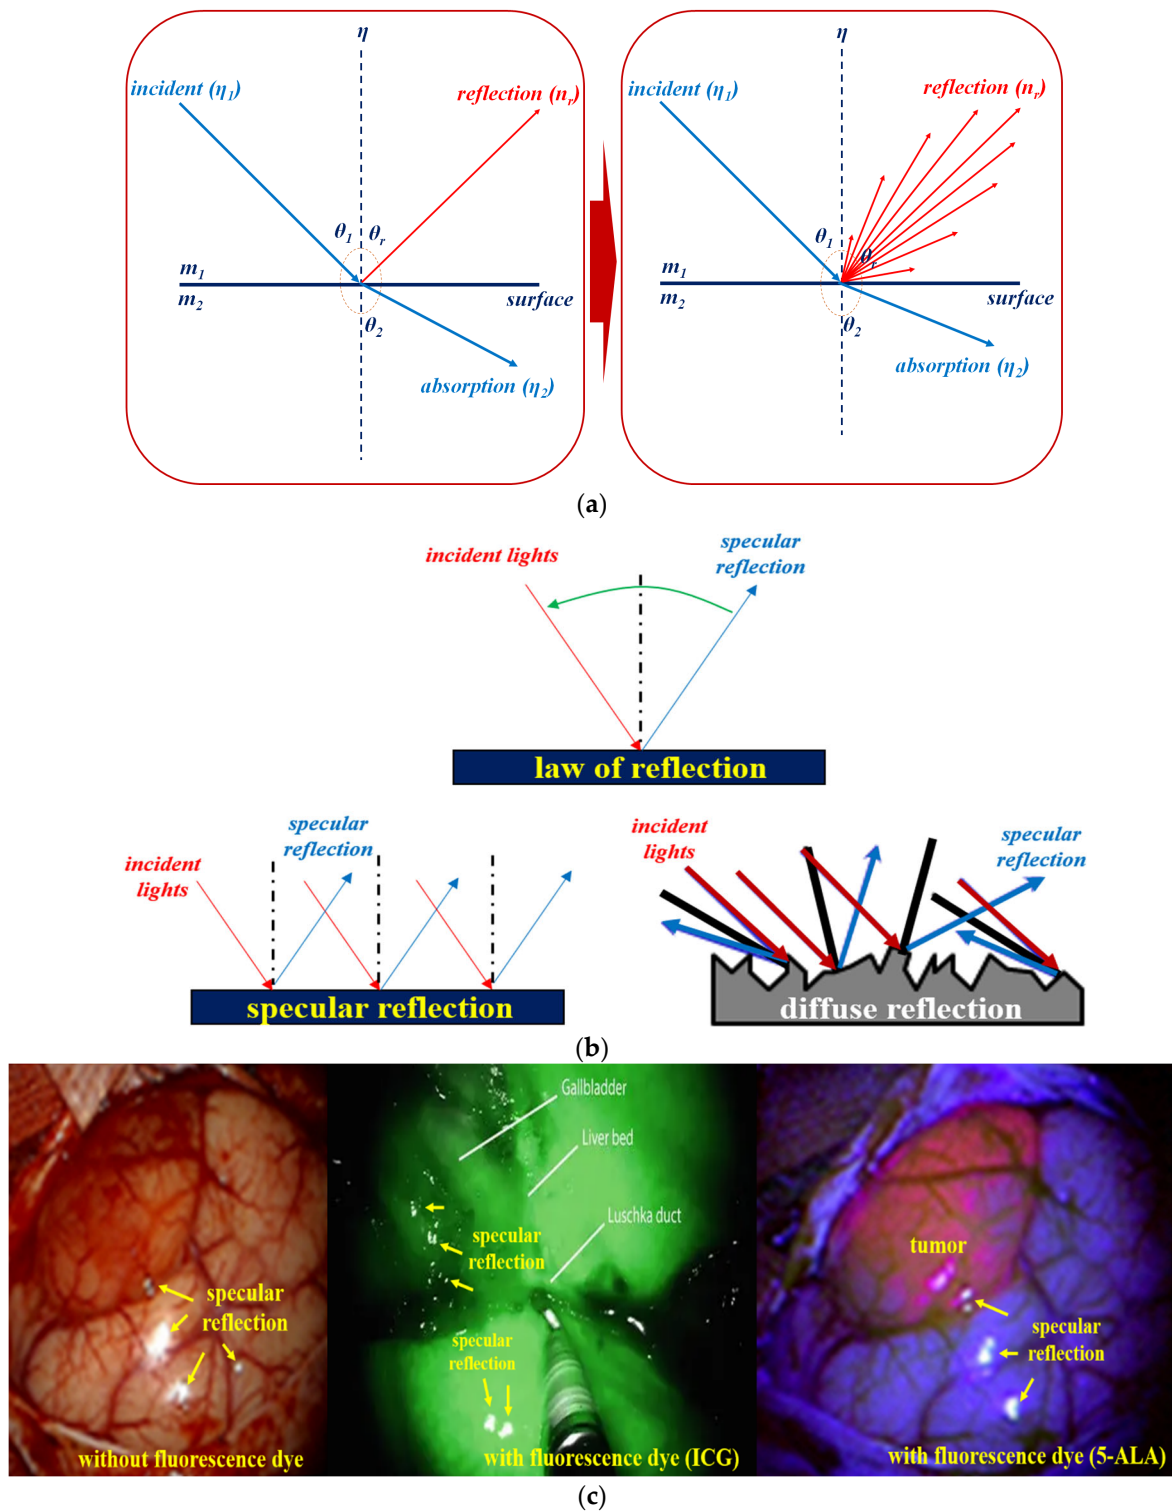 η
incident (η1)
reflection (nr)
θ1 θr
m1
m2
surface
θ2
absorption (η2)
η
incident (η1)
reflection (nr)
θ1
θr
m1
m2
surface
θ2
absorption (η2)
(a)
incident lights
specular
reflection
law of reflection
specular
reflection
incident
lights
specular reflection
incident
lights
specular
reflection
diffuse reflection
(b)
specular
reflection
without fluorescence dye
Gallbladder
Liver bed
Luschka duct
specular
reflection
specular
reflection
with fluorescence dye (ICG)
tumor
specular
reflection
with fluorescence dye (5-ALA)
(c)